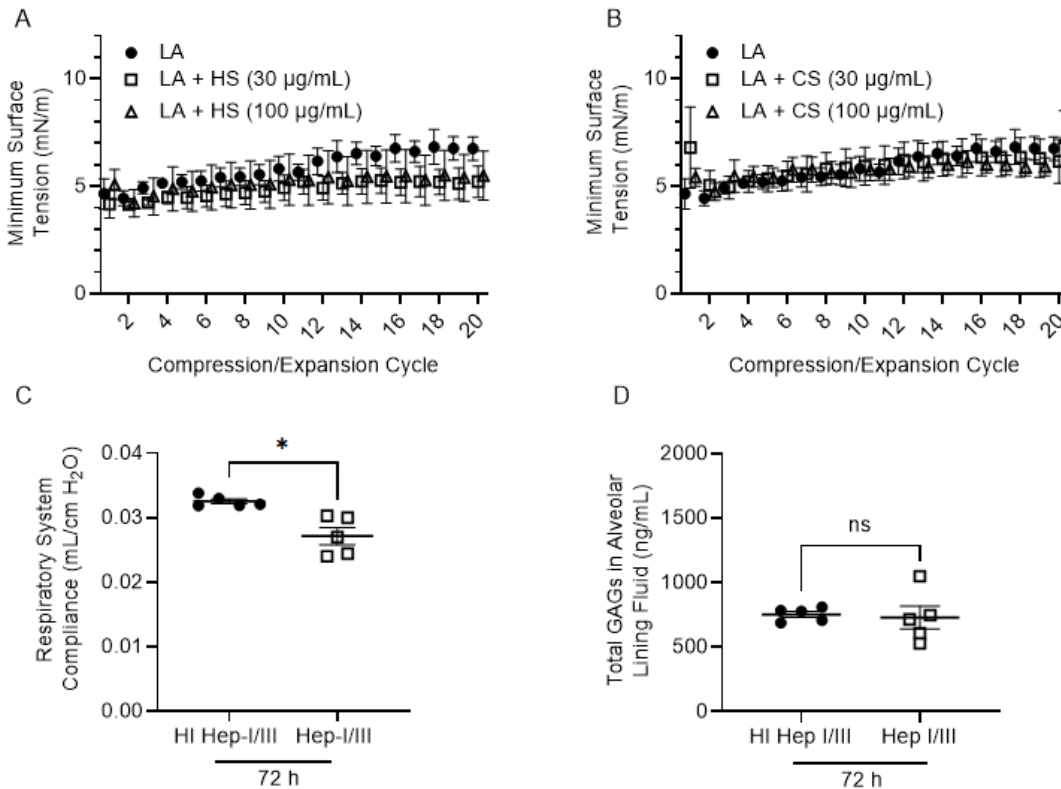 A
LA
LA + HS (30 µg/mL)
LA + HS (100 µg/mL)
Minimum Surface
Tension (mN/m)
10
5
0
2 4 6 8 10 12 14 16 18 20
Compression/Expansion Cycle
B
LA
LA + CS (30 µg/mL)
LA + CS (100 µg/mL)
Minimum Surface
Tension (mN/m)
10
5
0
2 4 6 8 10 12 14 16 18 20
Compression/Expansion Cycle
C
Respiratory System
Compliance (mL/cm H₂O)
0.04
0.03
0.02
0.01
0.00
*
HI Hep-I/III Hep-I/III
72 h
D
Total GAGs in Alveolar
Lining Fluid (ng/mL)
2000
1500
1000
500
0
ns
HI Hep I/III Hep I/III
72 h